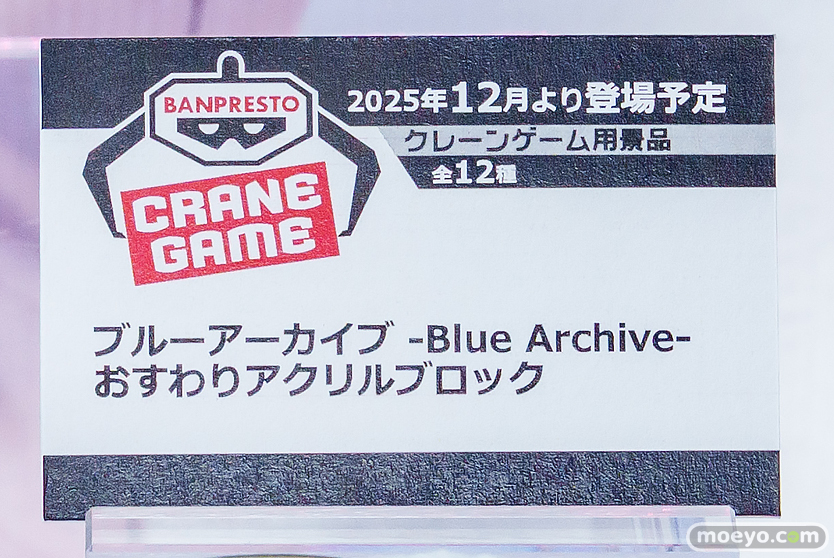 BANPRESTO
CRANE
GAME
2025年12月より登場予定
クレーンゲーム用景品
全12種
ブルーアーカイブ -Blue Archive-
おすわりアクリルブロック
moeyo.com